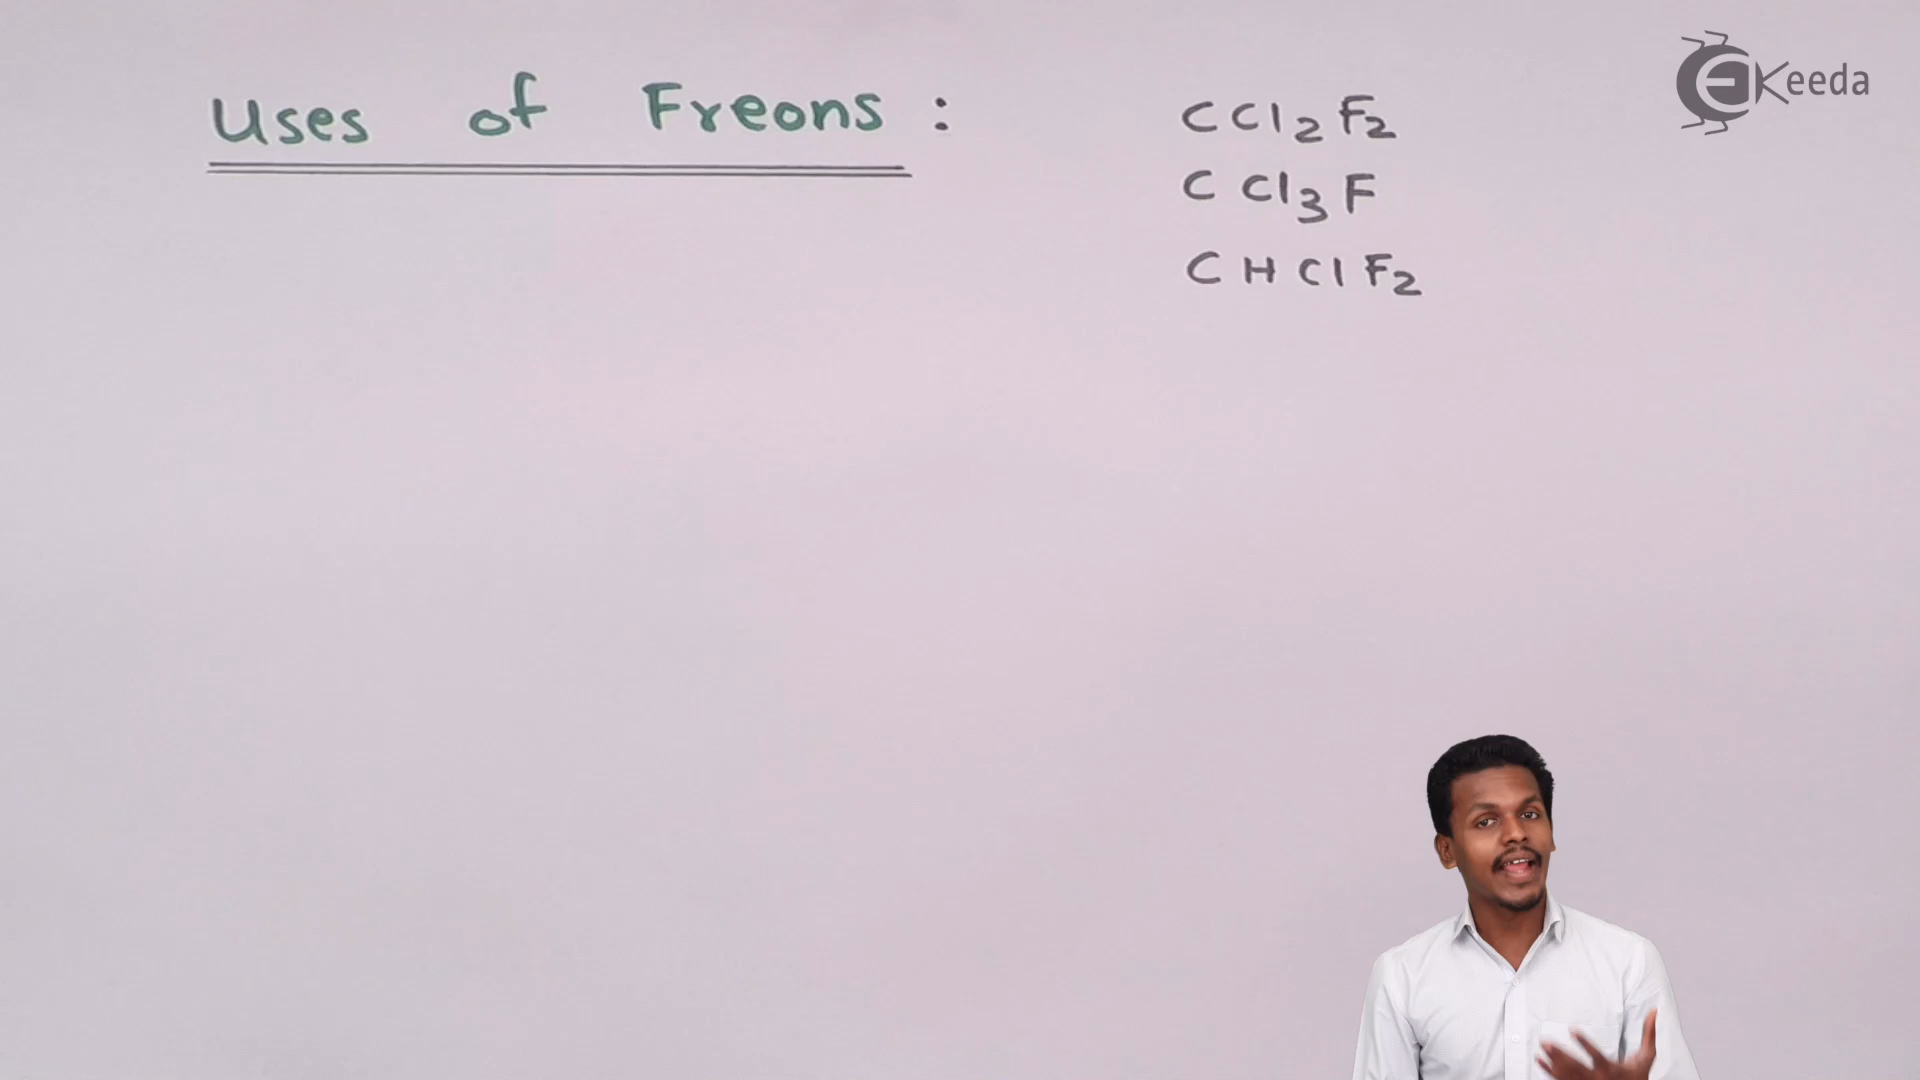 Uses of Freons :
CCl2F2
CCl3F
CHClF2
EKeeda